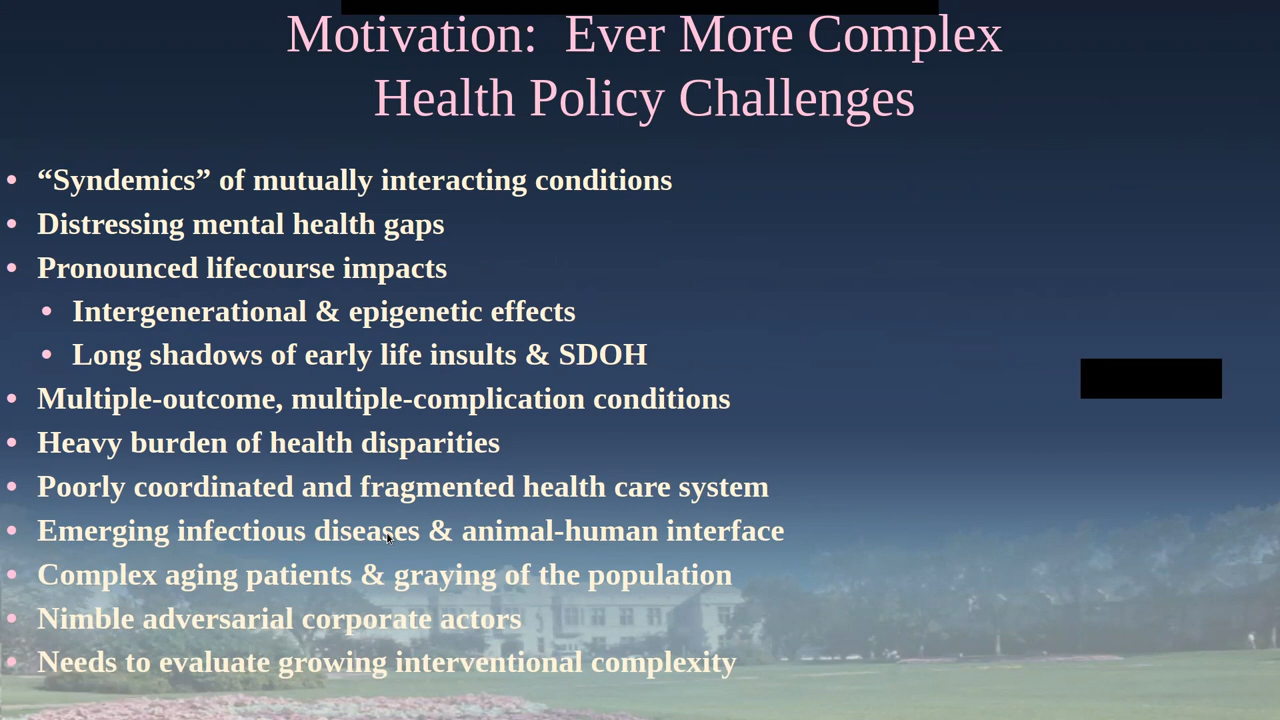 Motivation:  Ever More Complex
Health Policy Challenges
• “Syndemics” of mutually interacting conditions
• Distressing mental health gaps
• Pronounced lifecourse impacts
• Intergenerational & epigenetic effects
• Long shadows of early life insults & SDOH
• Multiple-outcome, multiple-complication conditions
• Heavy burden of health disparities
• Poorly coordinated and fragmented health care system
• Emerging infectious diseases & animal-human interface
• Complex aging patients & graying of the population
• Nimble adversarial corporate actors
• Needs to evaluate growing interventional complexity